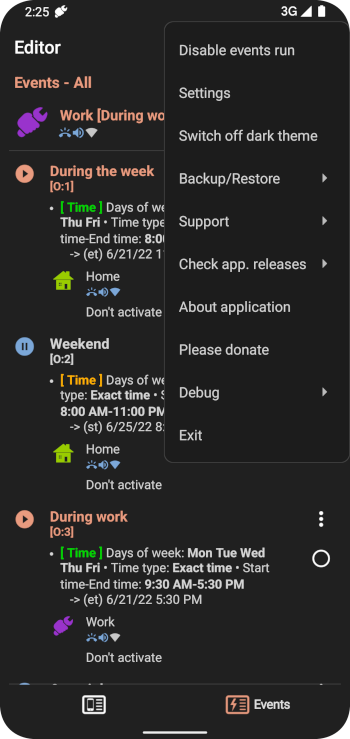 2:25
3G
Editor
Events - All
Work [During wo
During the week
[O:1]
• [ Time ] Days of we
Thu Fri • Time type
time-End time: 8:0
-> (et) 6/21/22 1
Home
Don't activate
Weekend
[O:2]
• [ Time ] Days of we
type: Exact time • S
8:00 AM-11:00 PM
-> (st) 6/25/22 8:
Home
Don't activate
During work
[O:3]
• [ Time ] Days of week: Mon Tue Wed
Thu Fri • Time type: Exact time • Start
time-End time: 9:30 AM-5:30 PM
-> (et) 6/21/22 5:30 PM
Work
Don't activate
Events
Disable events run
Settings
Switch off dark theme
Backup/Restore
Support
Check app. releases
About application
Please donate
Debug
Exit